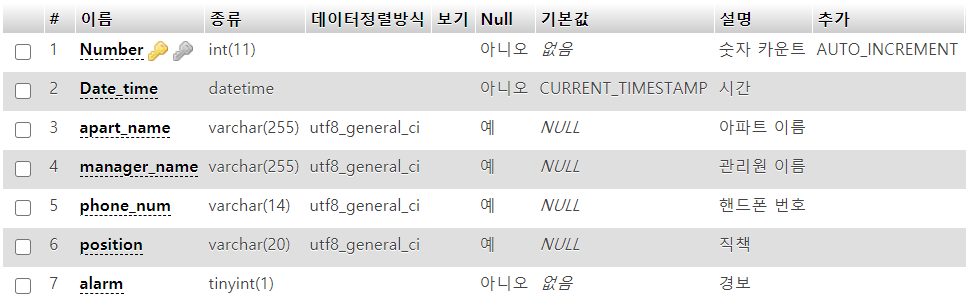 # 이름 종류 데이터정렬방식 보기 Null 기본값 설명 추가
1 Number int(11) 아니오 없음 숫자 카운트 AUTO_INCREMENT
2 Date_time datetime 아니오 CURRENT_TIMESTAMP 시간
3 apart_name varchar(255) utf8_general_ci 예 NULL 아파트 이름
4 manager_name varchar(255) utf8_general_ci 예 NULL 관리원 이름
5 phone_num varchar(14) utf8_general_ci 예 NULL 핸드폰 번호
6 position varchar(20) utf8_general_ci 예 NULL 직책
7 alarm tinyint(1) 아니오 없음 경보